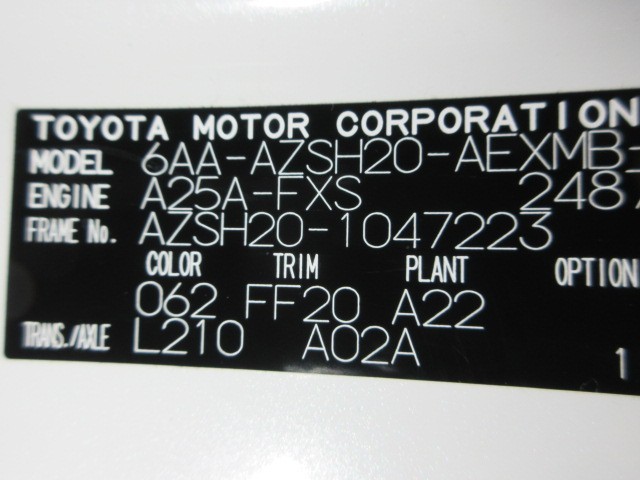 TOYOTA MOTOR CORPORATION
MODEL 6AA-AZSH20-AEXMB-
ENGINE A25A-FXS 2487
FRAME No. AZSH20-1047223
COLOR TRIM PLANT OPTION
062 FF20 A22
TRANS./AXLE L210 A02A 1